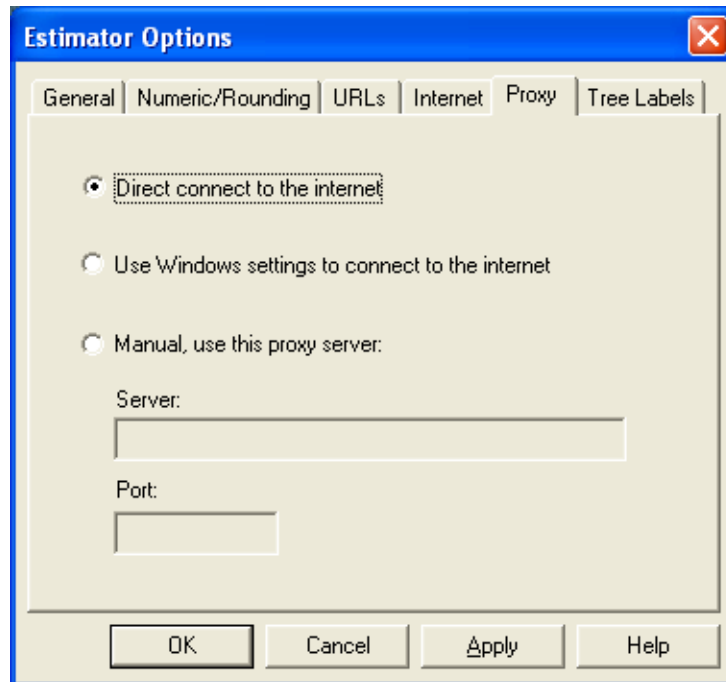 Estimator Options
General Numeric/Rounding URLs Internet Proxy Tree Labels
Direct connect to the internet
Use Windows settings to connect to the internet
Manual, use this proxy server:
Server:
Port:
OK Cancel Apply Help